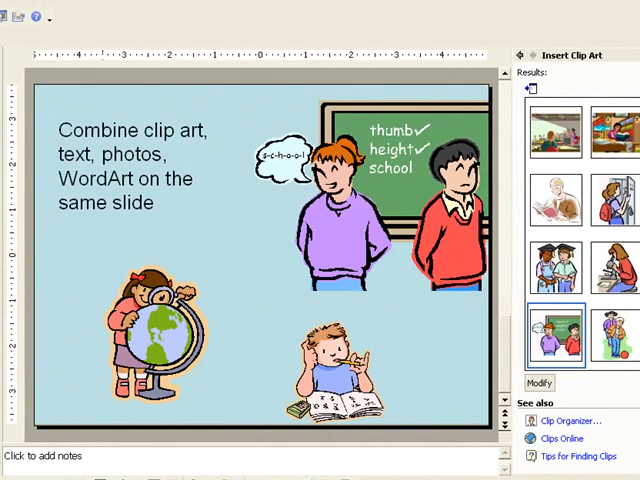 Insert Clip Art
Results:
Combine clip art,
text, photos,
WordArt on the
same slide
s-c-h-o-o-l
thumb✓
height✓
school
Modify
See also
Clip Organizer...
Clips Online
Tips for Finding Clips
Click to add notes